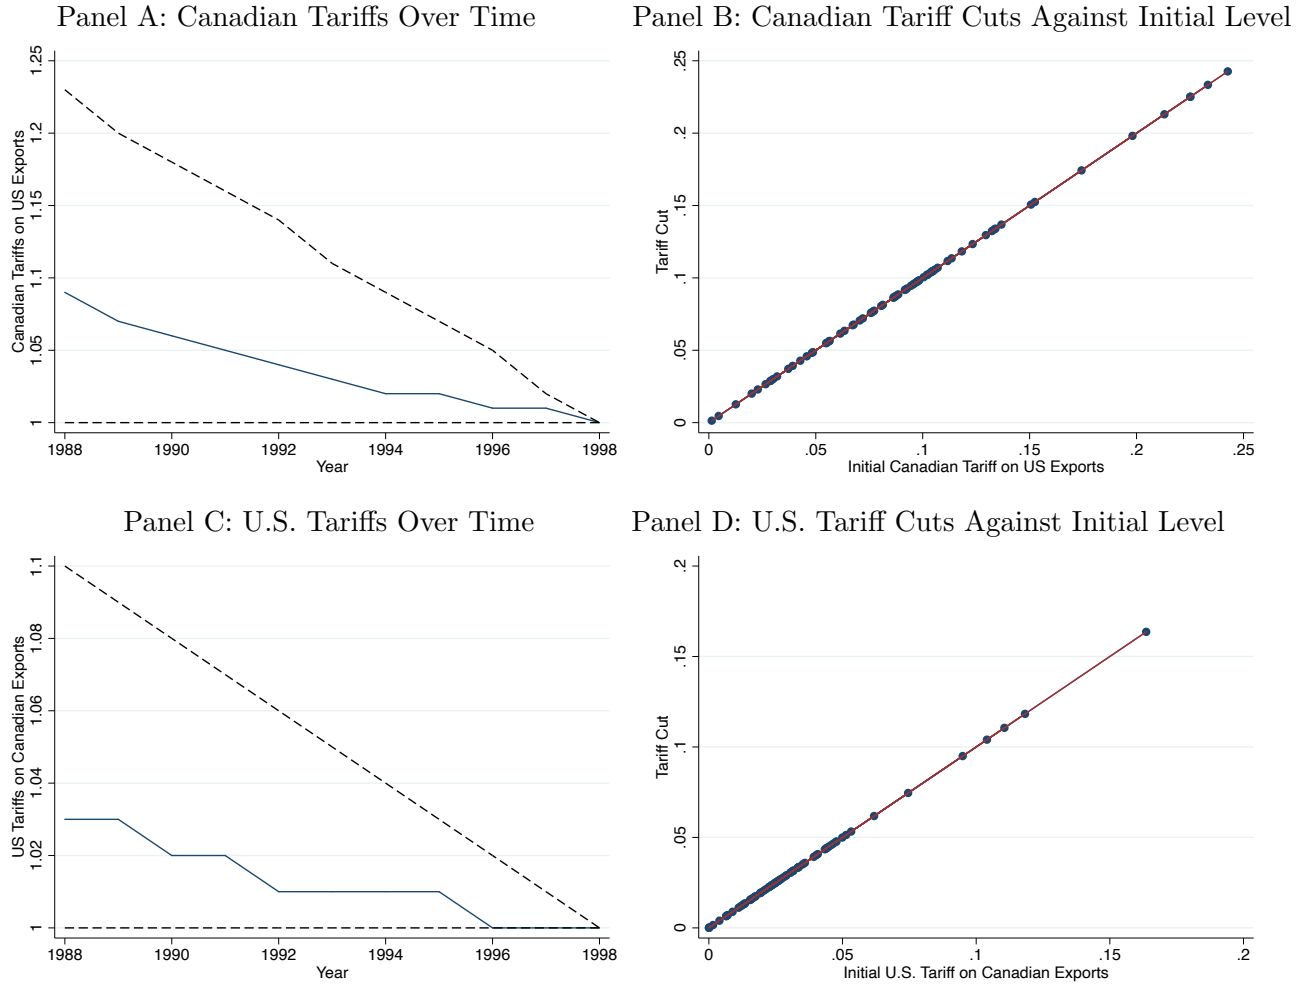 Panel A: Canadian Tariffs Over Time
Canadian Tariffs on US Exports
1.25
1.2
1.15
1.1
1.05
1
1988 1990 1992 1994 1996 1998
Year
Panel B: Canadian Tariff Cuts Against Initial Level
Tariff Cut
.25
.2
.15
.1
.05
0
0 .05 .1 .15 .2 .25
Initial Canadian Tariff on US Exports
Panel C: U.S. Tariffs Over Time
US Tariffs on Canadian Exports
1.1
1.08
1.06
1.04
1.02
1
1988 1990 1992 1994 1996 1998
Year
Panel D: U.S. Tariff Cuts Against Initial Level
Tariff Cut
.2
.15
.1
.05
0
0 .05 .1 .15 .2
Initial U.S. Tariff on Canadian Exports